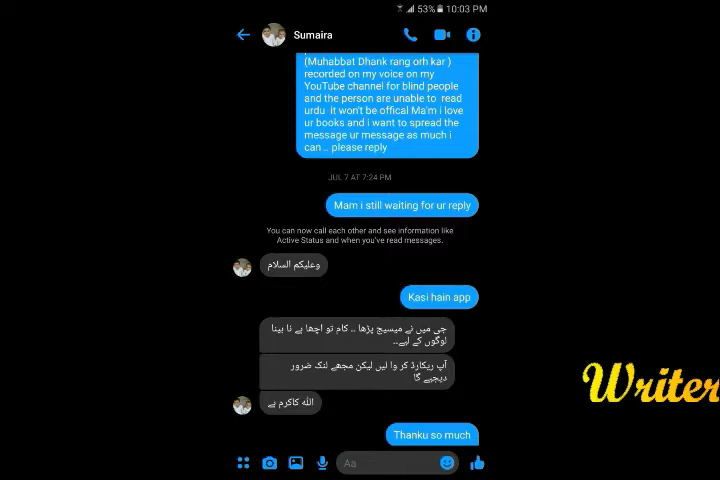 53% 10:03 PM
Sumaira
(Muhabbat Dhank rang orh kar )
recorded on my voice on my
YouTube channel for blind people
and the person are unable to read
urdu it won't be offical Ma'm i love
ur books and i want to spread the
message ur message as much i
can .. please reply
JUL 7 AT 7:24 PM
Mam i still waiting for ur reply
You can now call each other and see information like
Active Status and when you've read messages.
وعلیکم السلام
Kasi hain app
جی میں نے میسیج پڑھا .. کام تو اچھا ہے نا بینا
لوگوں کے لیے..
آپ ریکارڈ کر وا لیں لیکن مجھے لنک ضرور
دیجیے گا
اللہ کاکرم ہے
Thanku so much
Aa
Writer